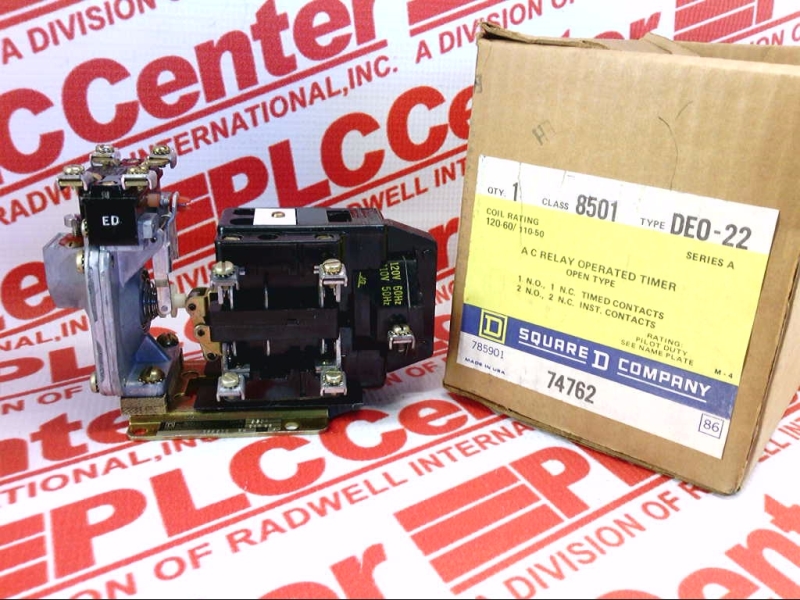 PLCCenter
A DIVISION OF RADWELL INTERNATIONAL, INC.
ED
120V 60Hz
110V 50Hz
QTY. 1 CLASS 8501 TYPE DEO-22
SERIES A
COIL RATING
120-60/110-50
A C RELAY OPERATED TIMER
OPEN TYPE
1 N.O., 1 N.C. TIMED CONTACTS
2 N.O., 2 N.C. INST. CONTACTS
RATING:
PILOT DUTY
SEE NAME PLATE
M-4
D SQUARE D COMPANY
785901
MADE IN USA
74762
86